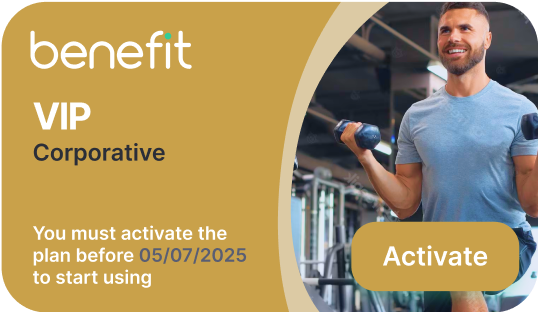 benefit
VIP
Corporative
You must activate the
plan before 05/07/2025
to start using
Activate